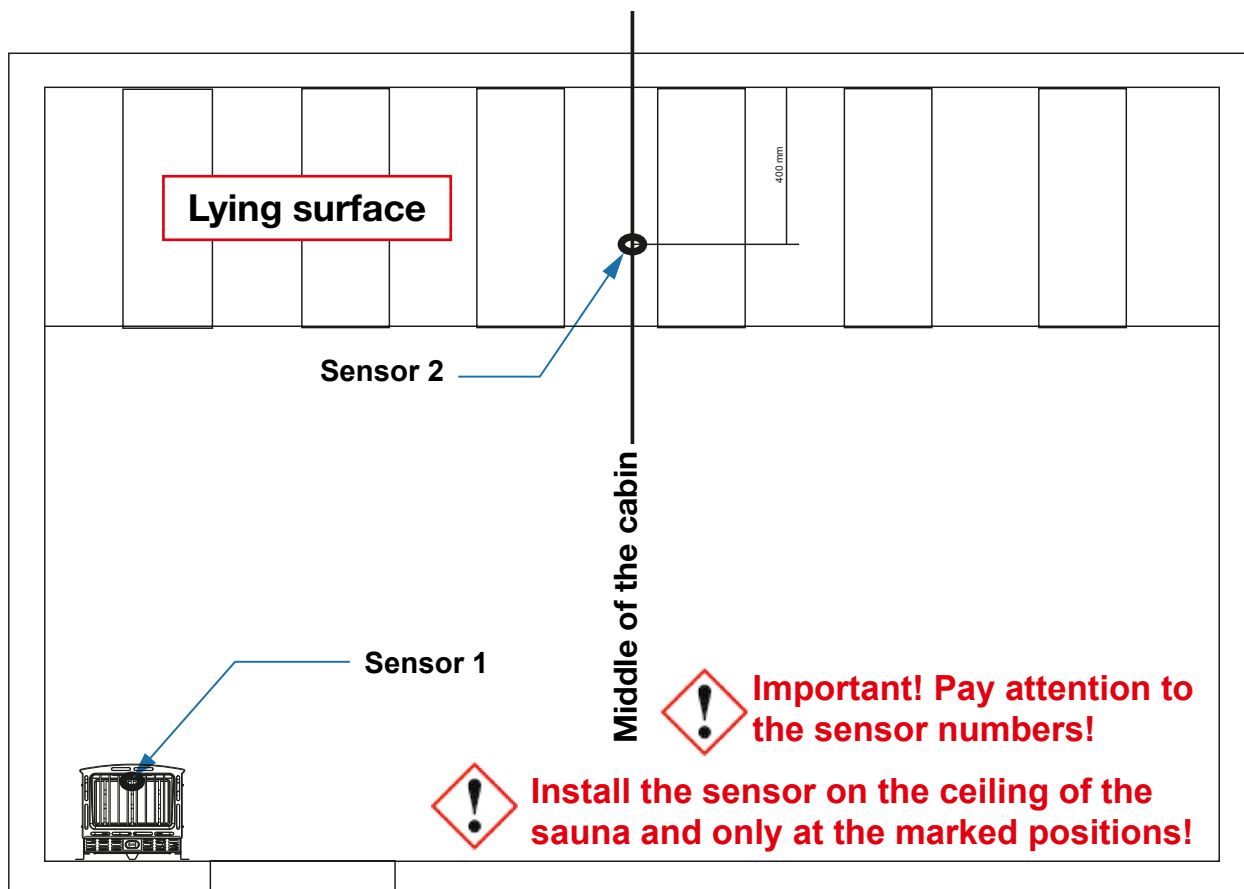 400 mm
Lying surface
Sensor 2
Middle of the cabin
Sensor 1
Important! Pay attention to
the sensor numbers!
Install the sensor on the ceiling of the
sauna and only at the marked positions!